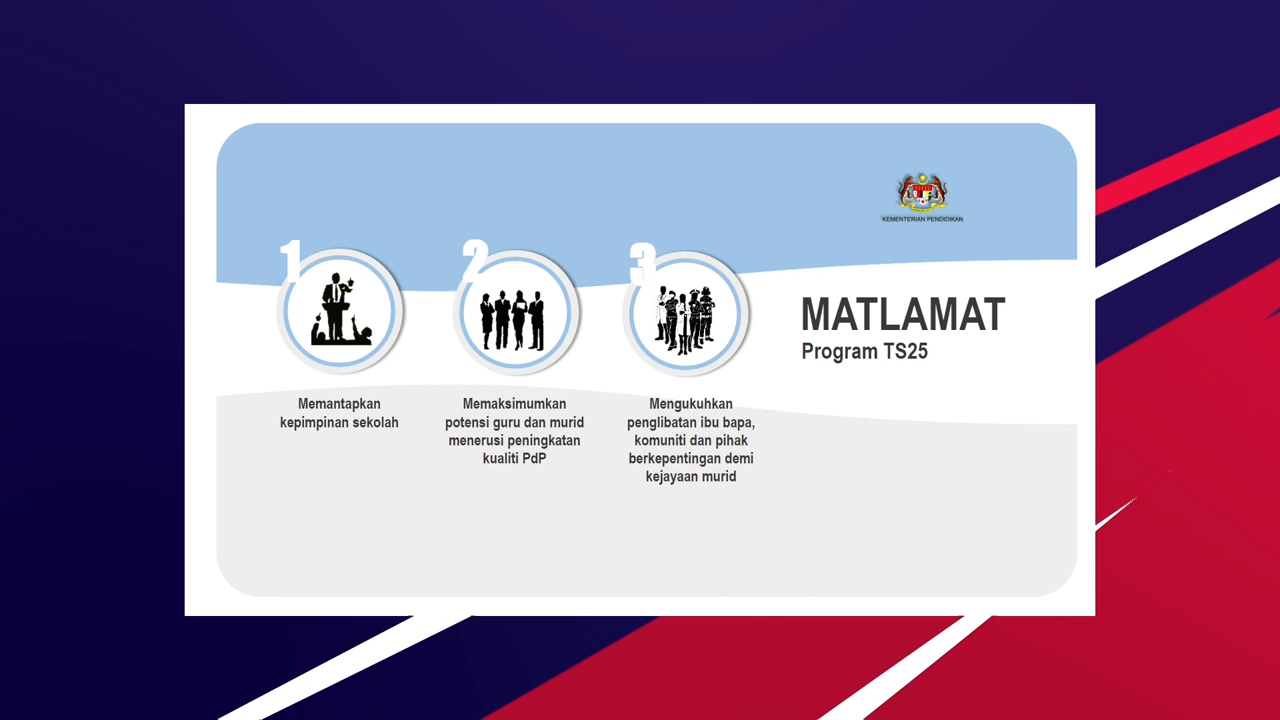 KEMENTERIAN PENDIDIKAN
1
2
3
MATLAMAT
Program TS25
Memantapkan
kepimpinan sekolah
Memaksimumkan
potensi guru dan murid
menerusi peningkatan
kualiti PdP
Mengukuhkan
penglibatan ibu bapa,
komuniti dan pihak
berkepentingan demi
kejayaan murid